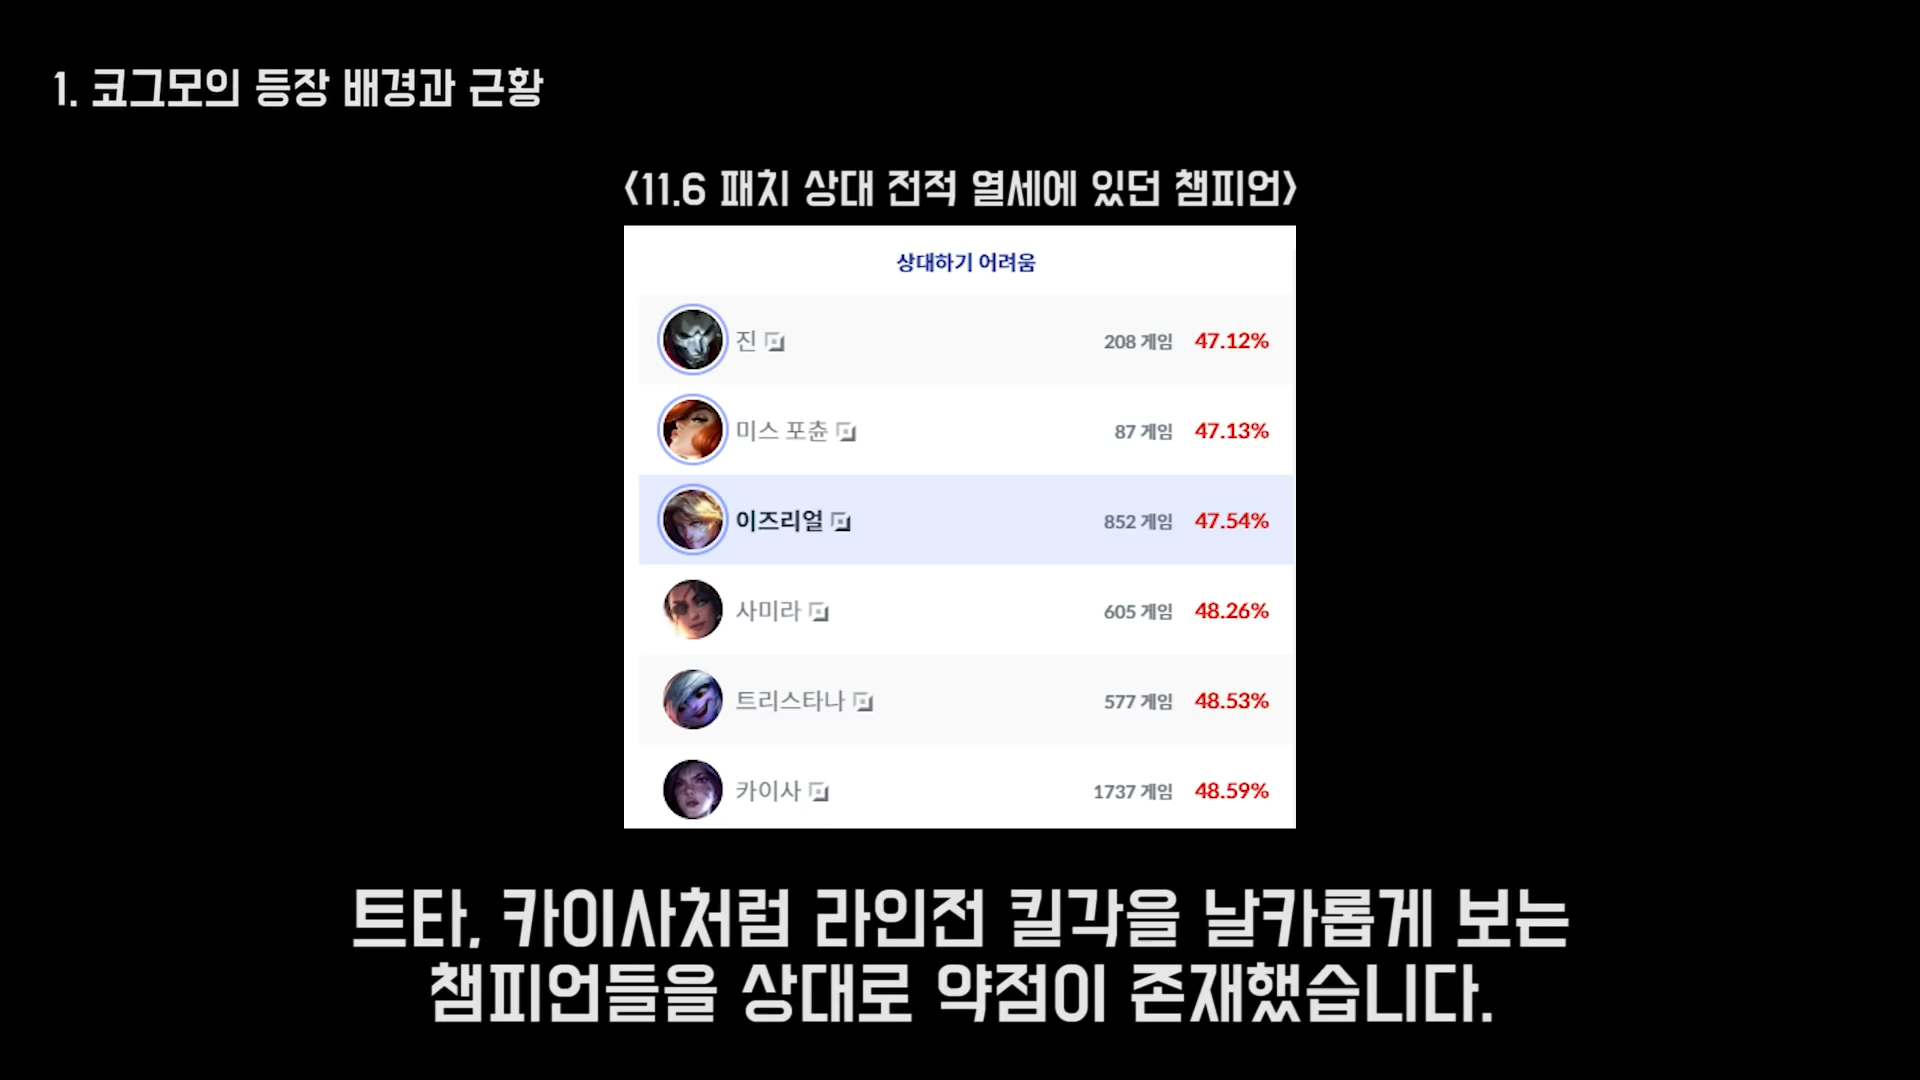 1. 코그모의 등장 배경과 근황
<11.6 패치 상대 전적 열세에 있던 챔피언>
상대하기 어려움
진 208 게임 47.12%
미스 포츈 87 게임 47.13%
이즈리얼 852 게임 47.54%
사미라 605 게임 48.26%
트리스타나 577 게임 48.53%
카이사 1737 게임 48.59%
트타, 카이사처럼 라인전 킬각을 날카롭게 보는
챔피언들을 상대로 약점이 존재했습니다.